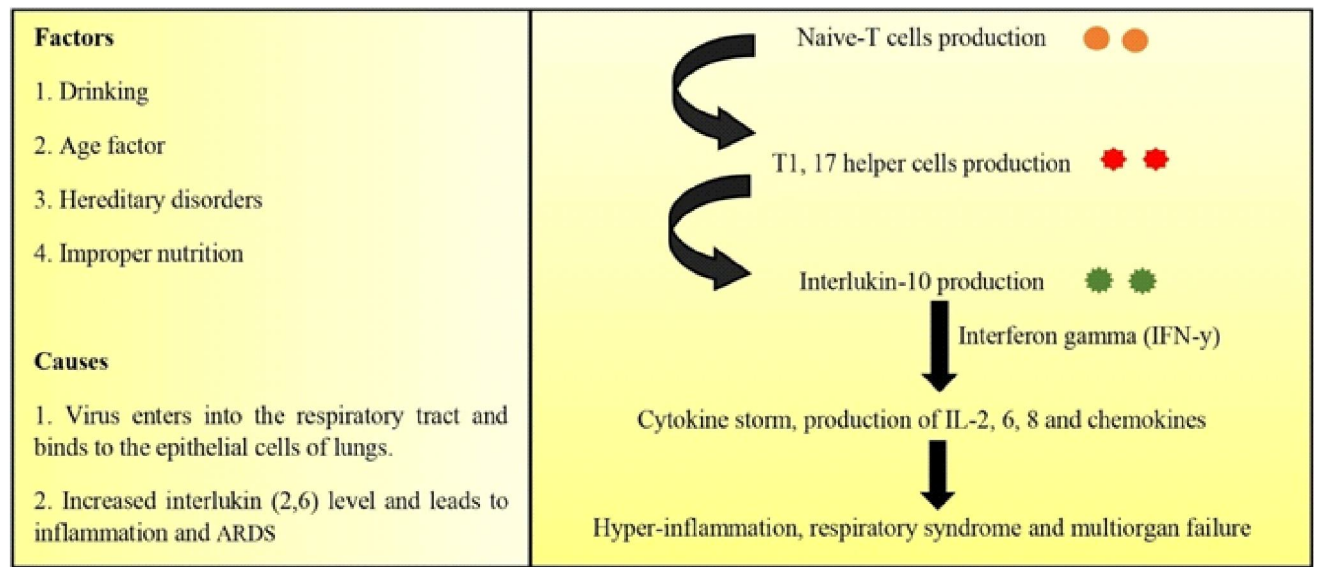 Factors
1. Drinking
2. Age factor
3. Hereditary disorders
4. Improper nutrition
Causes
1. Virus enters into the respiratory tract and
binds to the epithelial cells of lungs.
2. Increased interlukin (2,6) level and leads to
inflammation and ARDS
Naive-T cells production
T1, 17 helper cells production
Interlukin-10 production
Interferon gamma (IFN-y)
Cytokine storm, production of IL-2, 6, 8 and chemokines
Hyper-inflammation, respiratory syndrome and multiorgan failure